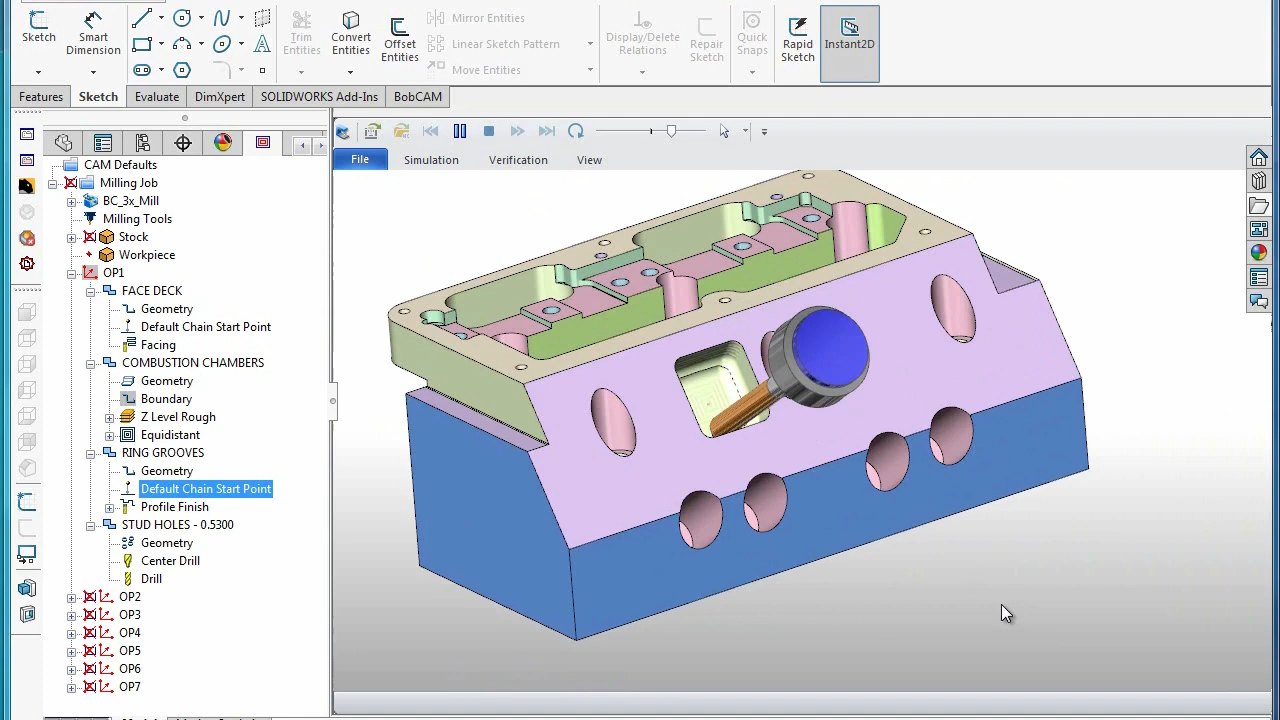 Sketch
Smart Dimension
Trim Entities
Convert Entities
Offset Entities
Mirror Entities
Linear Sketch Pattern
Move Entities
Display/Delete Relations
Repair Sketch
Quick Snaps
Rapid Sketch
Instant2D
Features Sketch Evaluate DimXpert SOLIDWORKS Add-Ins BobCAM
File Simulation Verification View
CAM Defaults
Milling Job
BC_3x_Mill
Milling Tools
Stock
Workpiece
OP1
FACE DECK
Geometry
Default Chain Start Point
Facing
COMBUSTION CHAMBERS
Geometry
Boundary
Z Level Rough
Equidistant
RING GROOVES
Geometry
Default Chain Start Point
Profile Finish
STUD HOLES - 0.5300
Geometry
Center Drill
Drill
OP2
OP3
OP4
OP5
OP6
OP7